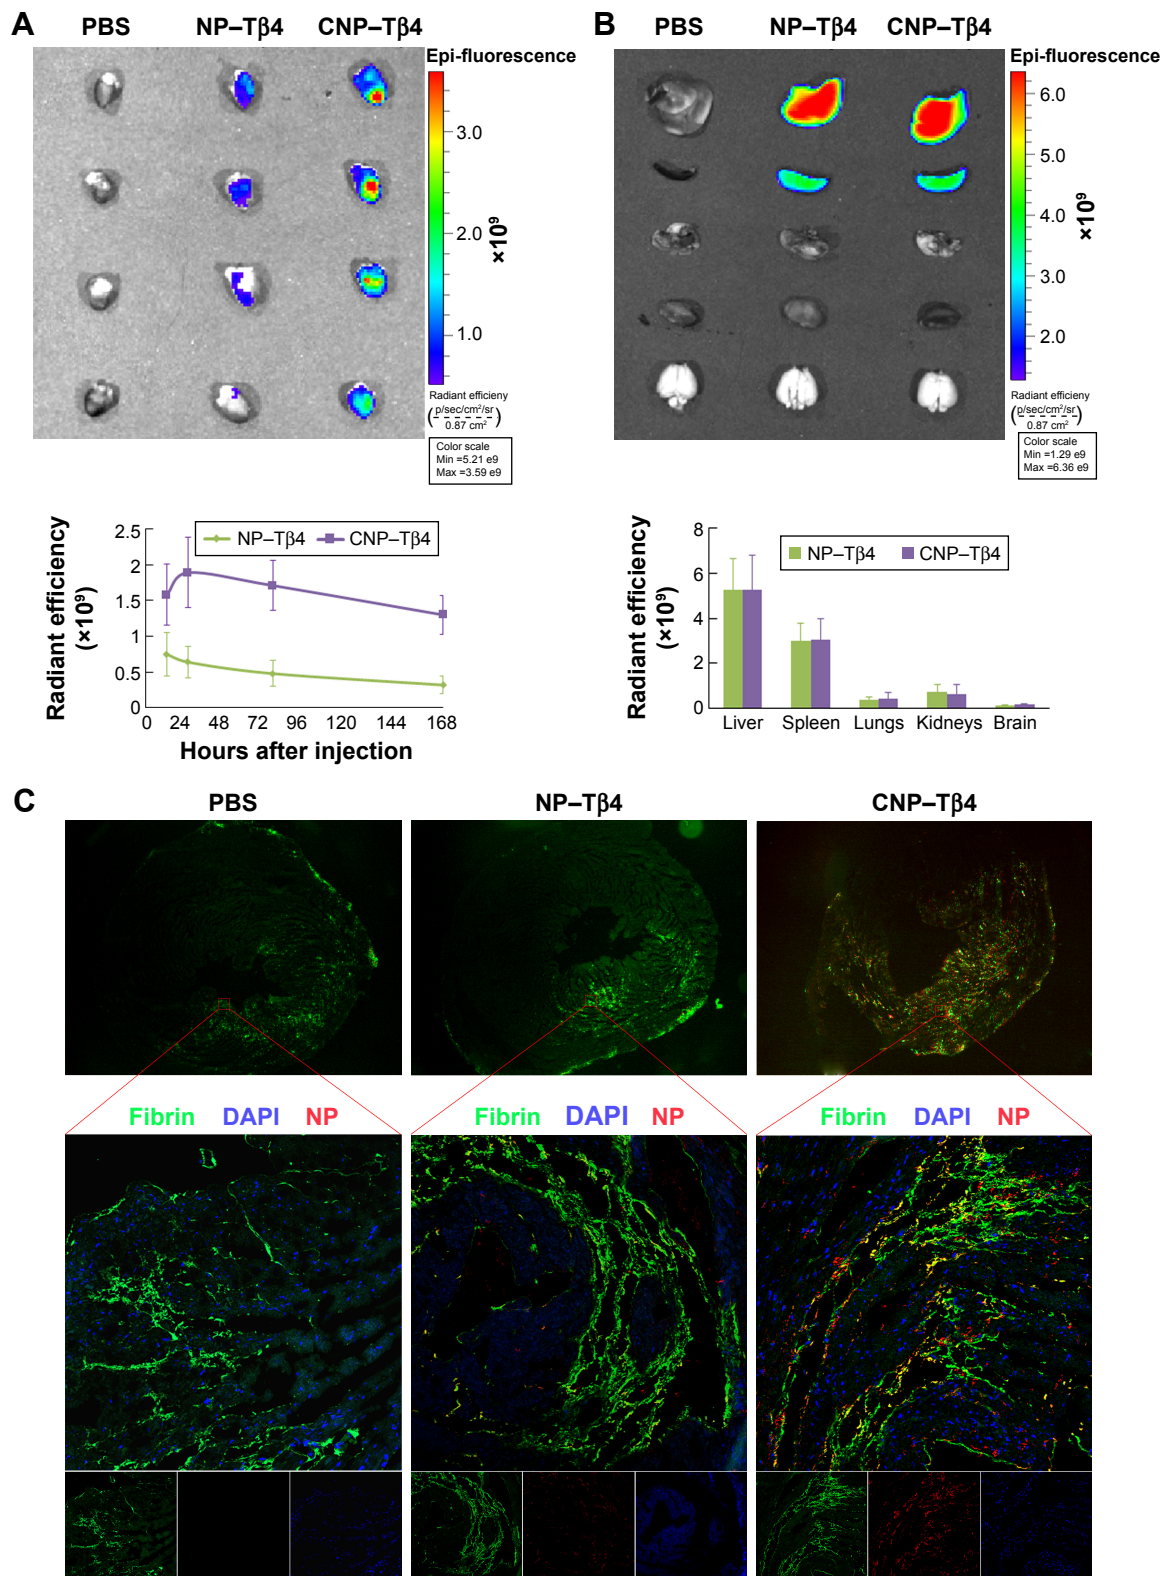 A
PBS NP–Tβ4 CNP–Tβ4
Epi-fluorescence
3.0
2.0
1.0
×10⁹
Radiant efficieny
(p/sec/cm²/sr
0.87 cm²)
Color scale
Min =5.21 e9
Max =3.59 e9
B
PBS NP–Tβ4 CNP–Tβ4
Epi-fluorescence
6.0
5.0
4.0
3.0
2.0
×10⁹
Radiant efficieny
(p/sec/cm²/sr
0.87 cm²)
Color scale
Min =1.29 e9
Max =6.36 e9
Radiant efficiency
(×10⁹)
2.5
2
1.5
1
0.5
0
NP–Tβ4 CNP–Tβ4
0 24 48 72 96 120 144 168
Hours after injection
Radiant efficiency
(×10⁹)
8
6
4
2
0
NP–Tβ4 CNP–Tβ4
Liver Spleen Lungs Kidneys Brain
C
PBS NP–Tβ4 CNP–Tβ4
Fibrin DAPI NP
Fibrin DAPI NP
Fibrin DAPI NP